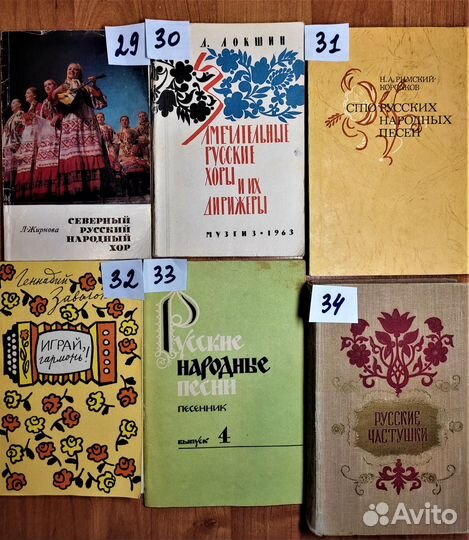 29
Л. Жирнова
СЕВЕРНЫЙ
РУССКИЙ
НАРОДНЫЙ
ХОР
30
Д. ЛОКШИН
ЗАМЕЧАТЕЛЬНЫЕ
РУССКИЕ
ХОРЫ
И ИХ
ДИРИЖЕРЫ
МУЗГИЗ • 1963
31
Н. А. РИМСКИЙ-
КОРСАКОВ
СТО РУССКИХ
НАРОДНЫХ
ПЕСЕН
32
Геннадий
ИГРАЙ,
гармонь!
33
Русские
НАРОДНЫЕ
песни
ПЕСЕННИК
выпуск 4
34
РУССКИЕ
ЧАСТУШКИ
Avito